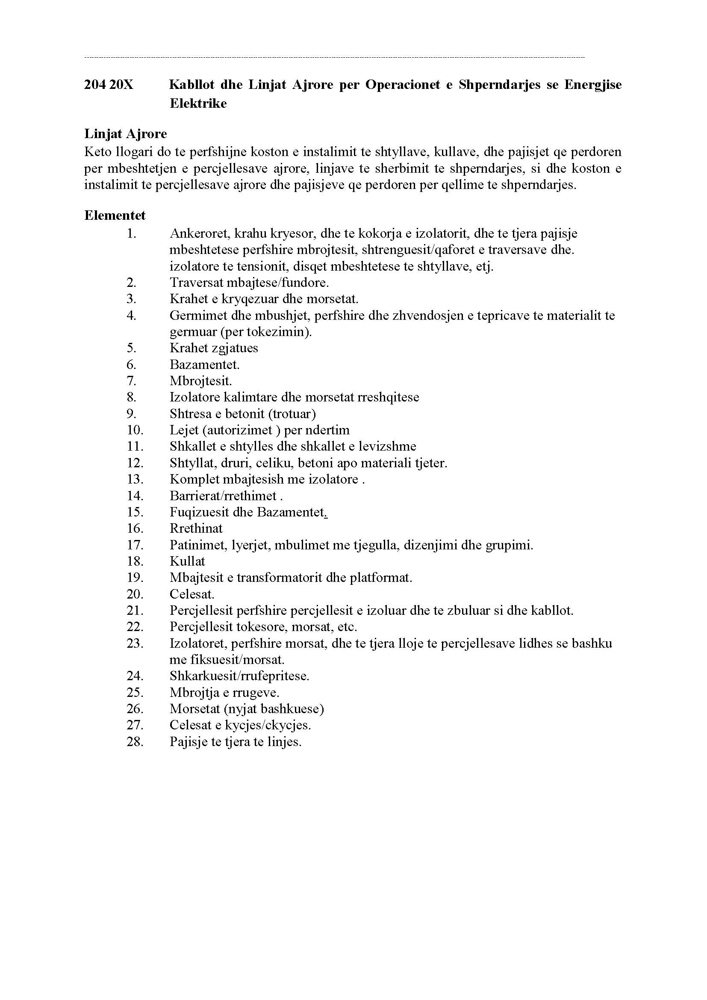 204 20X Kabllot dhe Linjat Ajrore per Operacionet e Shperndarjes se Energjise
Elektrike
Linjat Ajrore
Keto llogari do te perfshijne koston e instalimit te shtyllave, kullave, dhe pajisjet qe perdoren
per mbeshtetjen e percjellesave ajrore, linjave te sherbimit te shperndarjes, si dhe koston e
instalimit te percjellesave ajrore dhe pajisjeve qe perdoren per qellime te shperndarjes.
Elementet
1. Ankeroret, krahu kryesor, dhe te kokorja e izolatorit, dhe te tjera pajisje
mbeshtetese perfshire mbrojtesit, shtrenguesit/qaforet e traversave dhe.
izolatore te tensionit, disqet mbeshtetese te shtyllave, etj.
2. Traversat mbajtese/fundore.
3. Krahet e kryqezuar dhe morsetat.
4. Germimet dhe mbushjet, perfshire dhe zhvendosjen e tepricave te materialit te
germuar (per tokezimin).
5. Krahet zgjatues
6. Bazamentet.
7. Mbrojtesit.
8. Izolatore kalimtare dhe morsetat rreshqitese
9. Shtresa e betonit (trotuar)
10. Lejet (autorizimet ) per ndertim
11. Shkallet e shtylles dhe shkallet e levizshme
12. Shtyllat, druri, celiku, betoni apo materiali tjeter.
13. Komplet mbajtesish me izolatore .
14. Barrierat/rrethimet .
15. Fuqizuesit dhe Bazamentet.
16. Rrethinat
17. Patinimet, lyerjet, mbulimet me tjegulla, dizenjimi dhe grupimi.
18. Kullat
19. Mbajtesit e transformatorit dhe platformat.
20. Celesat.
21. Percjellesit perfshire percjellesit e izoluar dhe te zbuluar si dhe kabllot.
22. Percjellesit tokesore, morsat, etc.
23. Izolatoret, perfshire morsat, dhe te tjera lloje te percjellesave lidhes se bashku
me fiksuesit/morsat.
24. Shkarkuesit/rrufepritese.
25. Mbrojtja e rrugeve.
26. Morsetat (nyjat bashkuese)
27. Celesat e kycjes/ckycjes.
28. Pajisje te tjera te linjes.